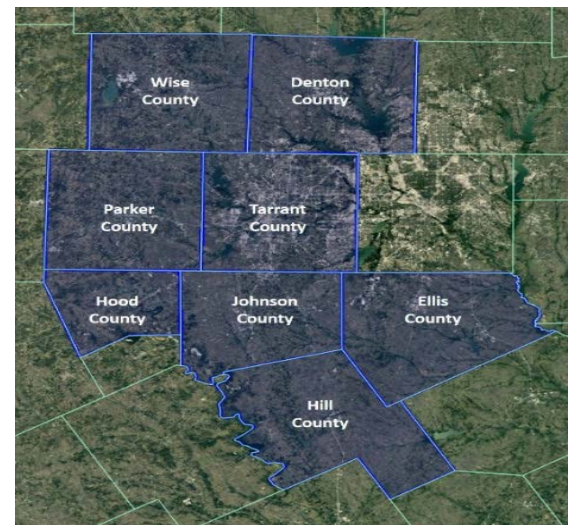 Wise
County
Denton
County
Parker
County
Tarrant
County
Hood
County
Johnson
County
Ellis
County
Hill
County